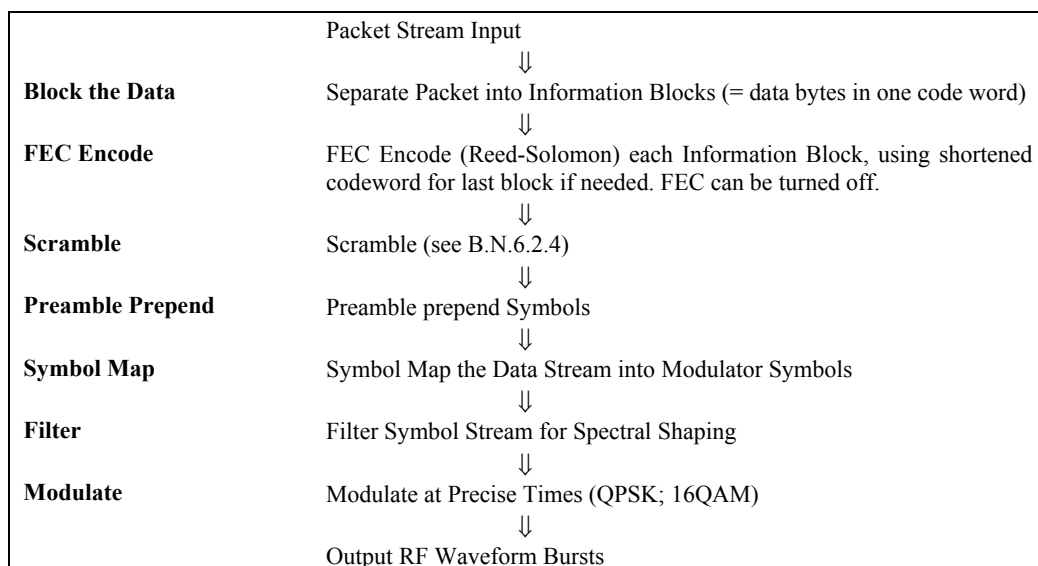 Packet Stream Input
⇓
Block the Data Separate Packet into Information Blocks (= data bytes in one code word)
⇓
FEC Encode FEC Encode (Reed-Solomon) each Information Block, using shortened
codeword for last block if needed. FEC can be turned off.
⇓
Scramble Scramble (see B.N.6.2.4)
⇓
Preamble Prepend Preamble prepend Symbols
⇓
Symbol Map Symbol Map the Data Stream into Modulator Symbols
⇓
Filter Filter Symbol Stream for Spectral Shaping
⇓
Modulate Modulate at Precise Times (QPSK; 16QAM)
⇓
Output RF Waveform Bursts